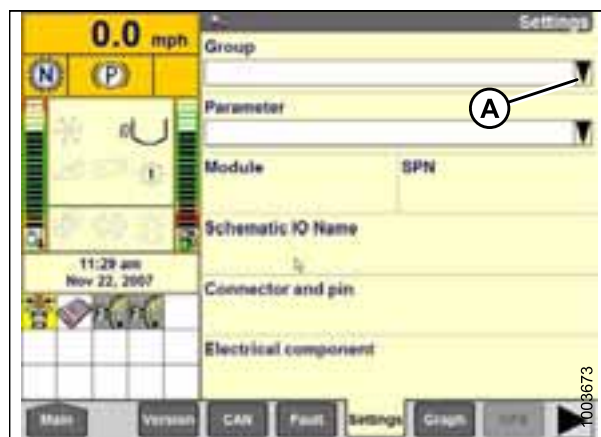 0.0 mph
Settings
N
P
Group
A
Parameter
Module
SPN
Schematic IO Name
11:29 am
Nov 22, 2007
Connector and pin
Electrical component
1003673
Main
Version
CAN
Fault
Settings
Graph